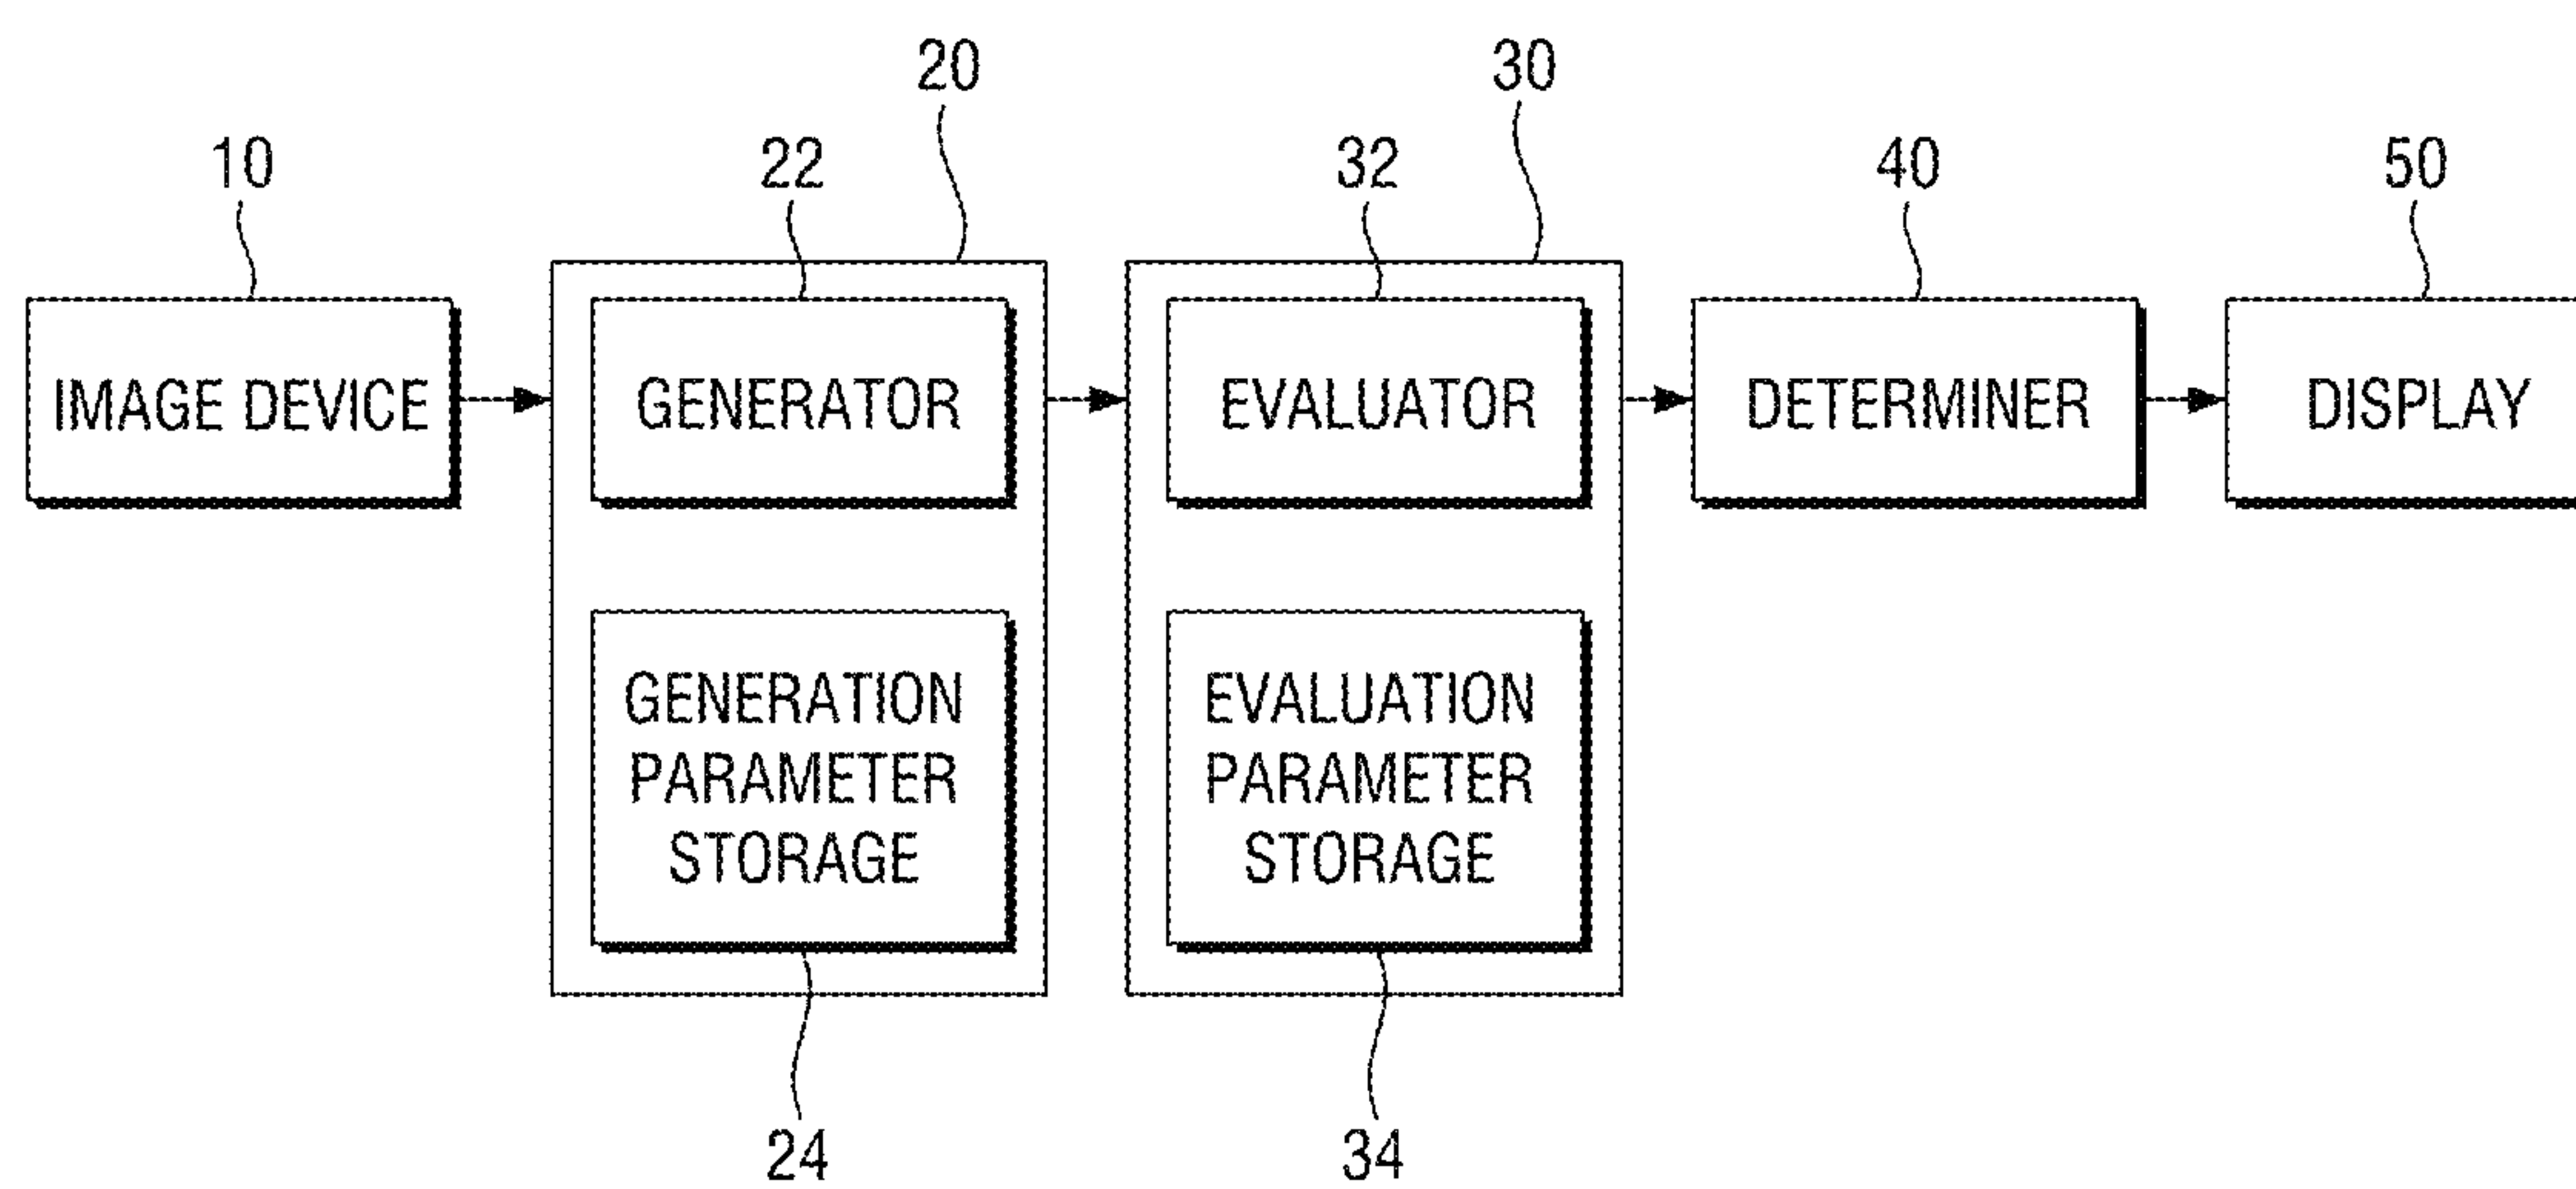 20
30
10
22
32
40
50
IMAGE DEVICE
GENERATOR
EVALUATOR
DETERMINER
DISPLAY
GENERATION
PARAMETER
STORAGE
EVALUATION
PARAMETER
STORAGE
24
34